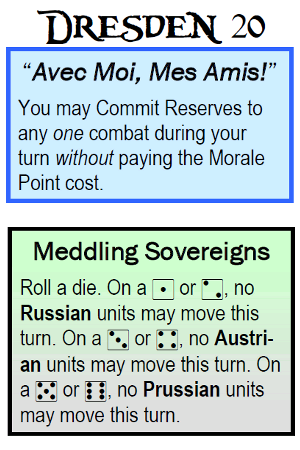 DRESDEN 20
“Avec Moi, Mes Amis!”
You may Commit Reserves to
any one combat during your
turn without paying the Morale
Point cost.
Meddling Sovereigns
Roll a die. On a ⚀ or ⚁, no
Russian units may move this
turn. On a ⚂ or ⚃, no Austri-
an units may move this turn. On
a ⚄ or ⚅, no Prussian units
may move this turn.